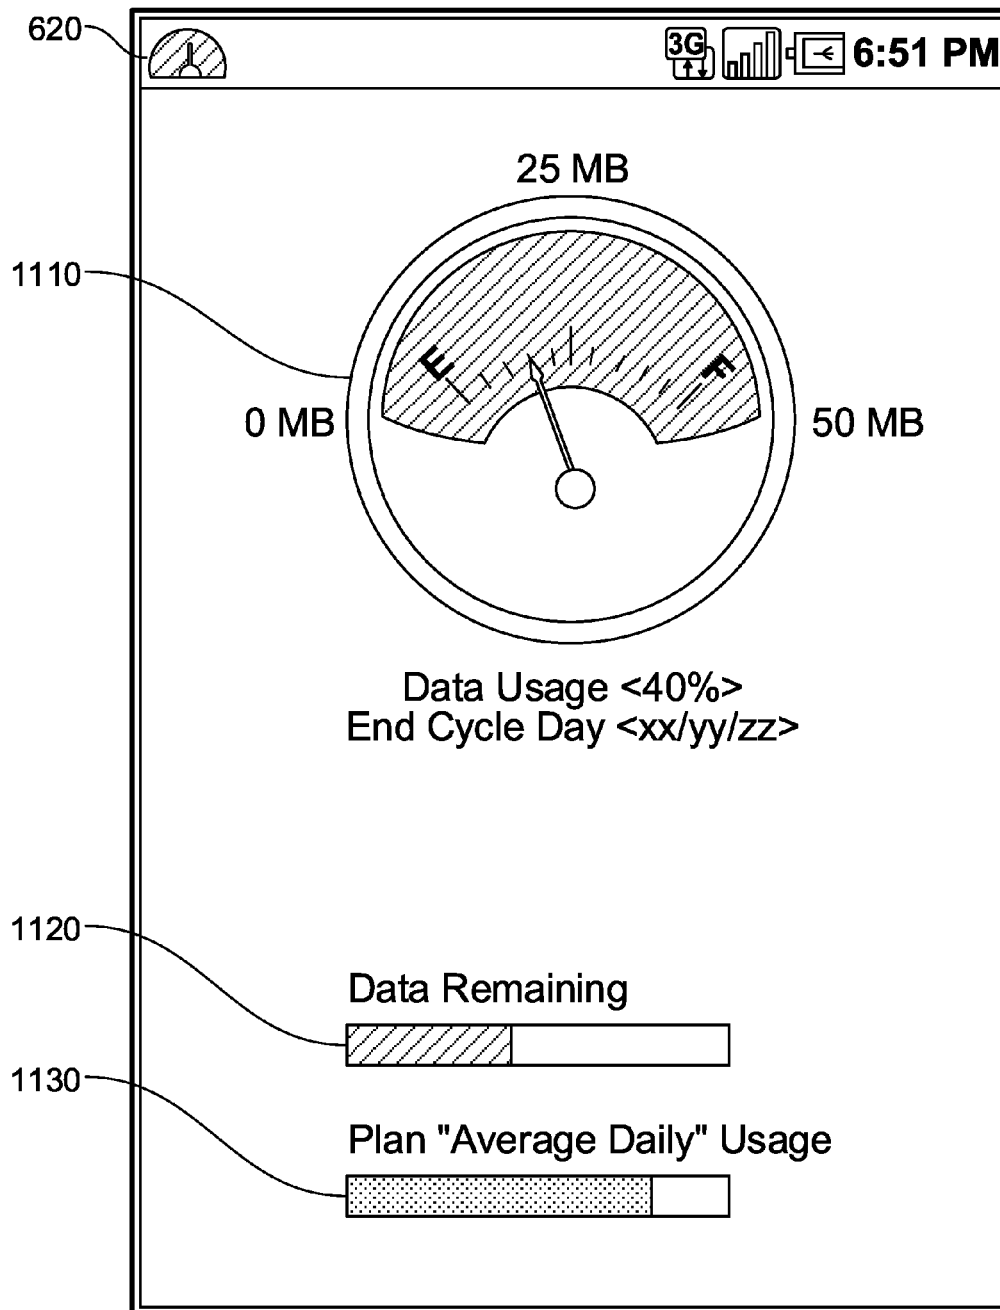 620
3G
6:51 PM
25 MB
1110
E
F
0 MB
50 MB
Data Usage <40%>
End Cycle Day <xx/yy/zz>
1120
Data Remaining
1130
Plan "Average Daily" Usage